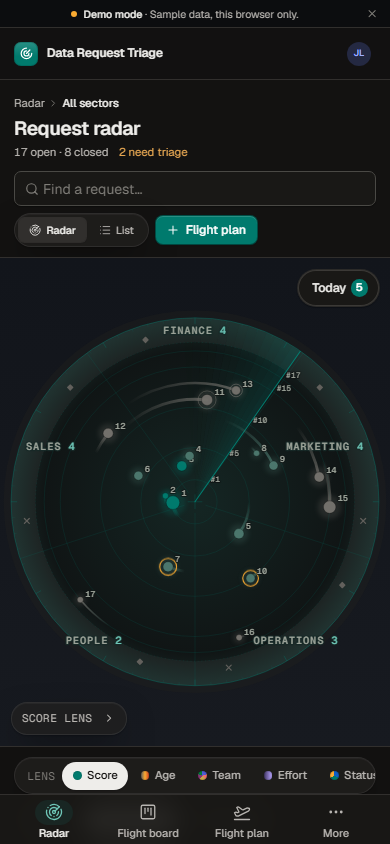 Demo mode · Sample data, this browser only.
Data Request Triage
JL
Radar > All sectors
Request radar
17 open · 8 closed 2 need triage
Find a request...
Radar
List
+ Flight plan
Today 5
FINANCE 4
#17
#15
13
11
#10
12
SALES 4
MARKETING 4
4
8
#5
9
6
14
#1
2 1
15
5
7
10
17
16
PEOPLE 2
OPERATIONS 3
SCORE LENS >
LENS
Score
Age
Team
Effort
Status
Radar
Flight board
Flight plan
More